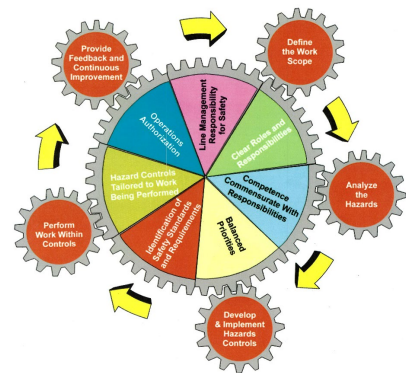 Provide
Feedback and
Continuous
Improvement
Define
the Work
Scope
Line Management
Responsibility
for Safety
Operations
Authorization
Clear Roles and
Responsibilities
Hazard Controls
Tailored to Work
Being Performed
Competence
Commensurate With
Responsibilities
Analyze
the
Hazards
Identification of
Safety Standards
and Requirements
Balanced
Priorities
Perform
Work Within
Controls
Develop
& Implement
Hazards
Controls